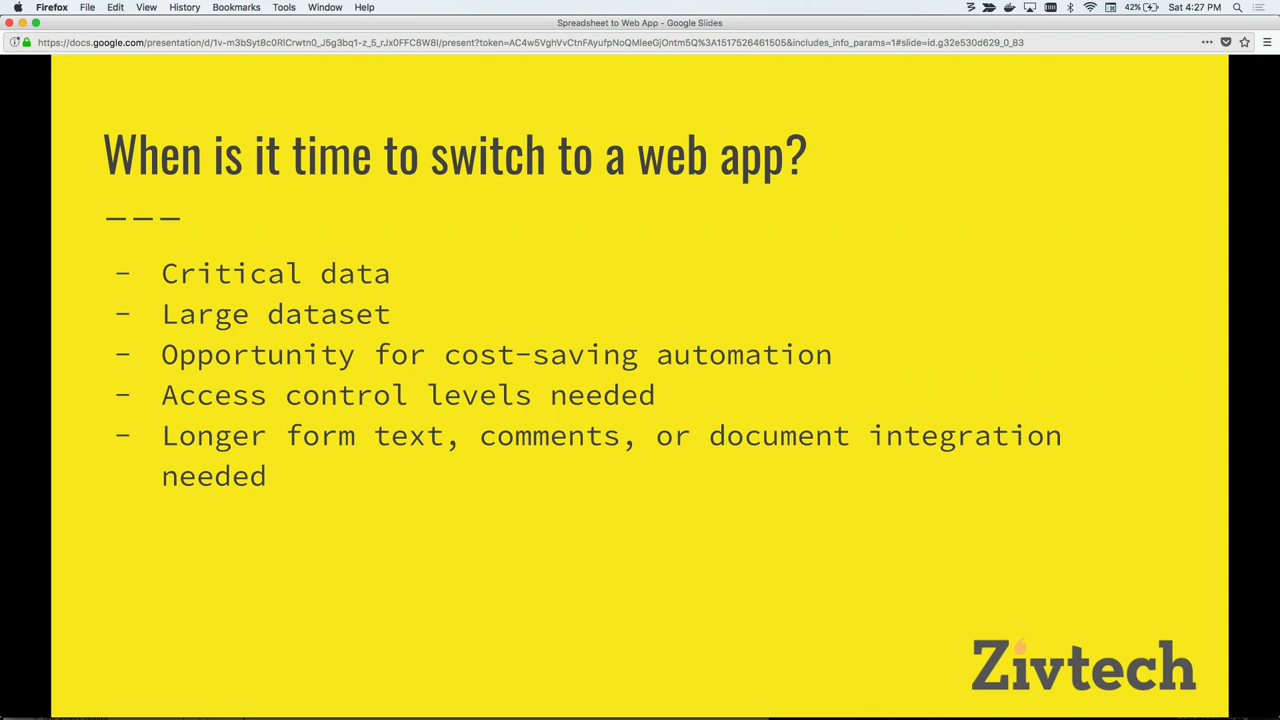 Firefox File Edit View History Bookmarks Tools Window Help 42% Sat 4:27 PM
Spreadsheet to Web App - Google Slides
When is it time to switch to a web app?
———
- Critical data
- Large dataset
- Opportunity for cost-saving automation
- Access control levels needed
- Longer form text, comments, or document integration
needed
Zivtech